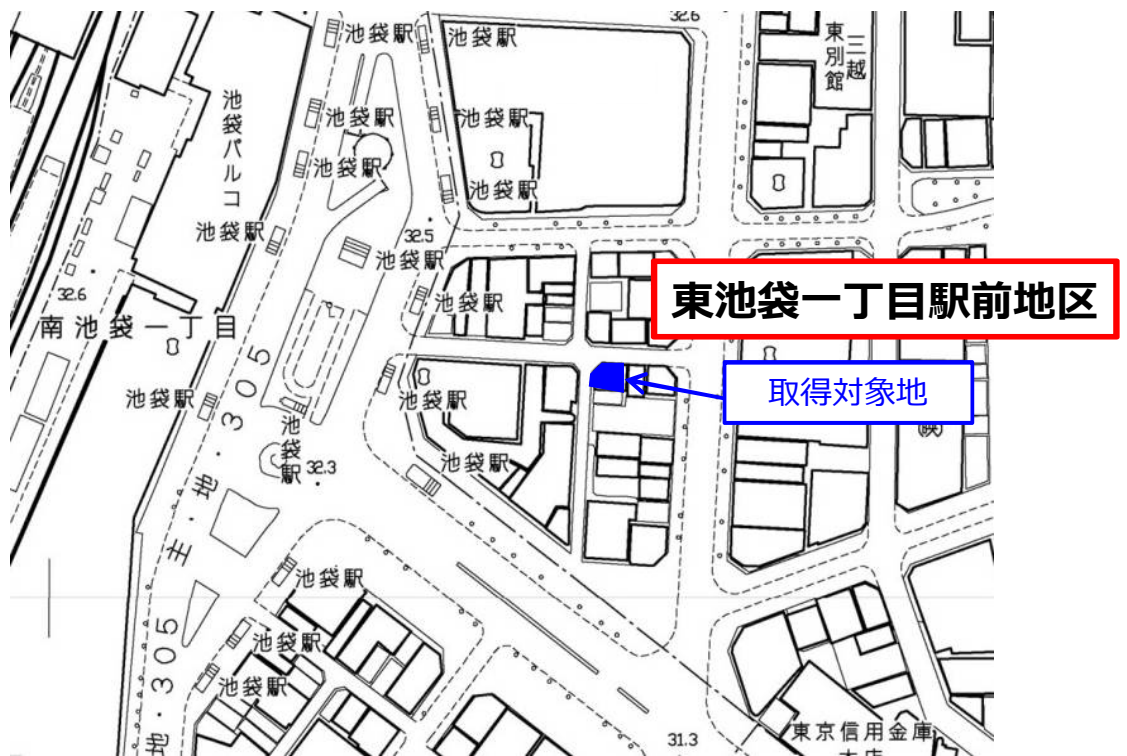 32.6
池袋駅
池袋駅
東別館
三越
池袋パルコ
池袋駅
池袋駅
池袋駅
池袋駅
池袋駅
32.5
池袋駅
東池袋一丁目駅前地区
32.6
池袋駅
南池袋一丁目
主・地・305
取得対象地
池袋駅
池袋駅
池袋駅
32.3
池袋駅
(映)
池袋駅
池袋駅
池袋駅
地・305
31.3
東京信用金庫
本店